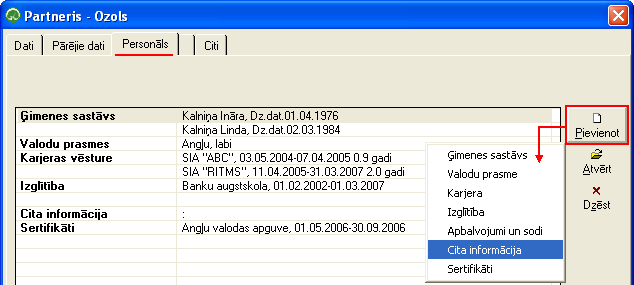 Partneris - Ozols
Dati Pārējie dati Personāls Citi
Ģimenes sastāvs Kalniņa Ināra, Dz.dat.01.04.1976
Kalniņa Linda, Dz.dat.02.03.1984
Valodu prasmes Angļu, labi
Karjeras vēsture SIA "ABC", 03.05.2004-07.04.2005 0.9 gadi
SIA "RITMS", 11.04.2005-31.03.2007 2.0 gadi
Izglītība Banku augstskola, 01.02.2002-01.03.2007
Cita informācija :
Sertifikāti Angļu valodas apguve, 01.05.2006-30.09.2006
Pievienot
Atvērt
Dzēst
Ģimenes sastāvs
Valodu prasme
Karjera
Izglītība
Apbalvojumi un sodi
Cita informācija
Sertifikāti